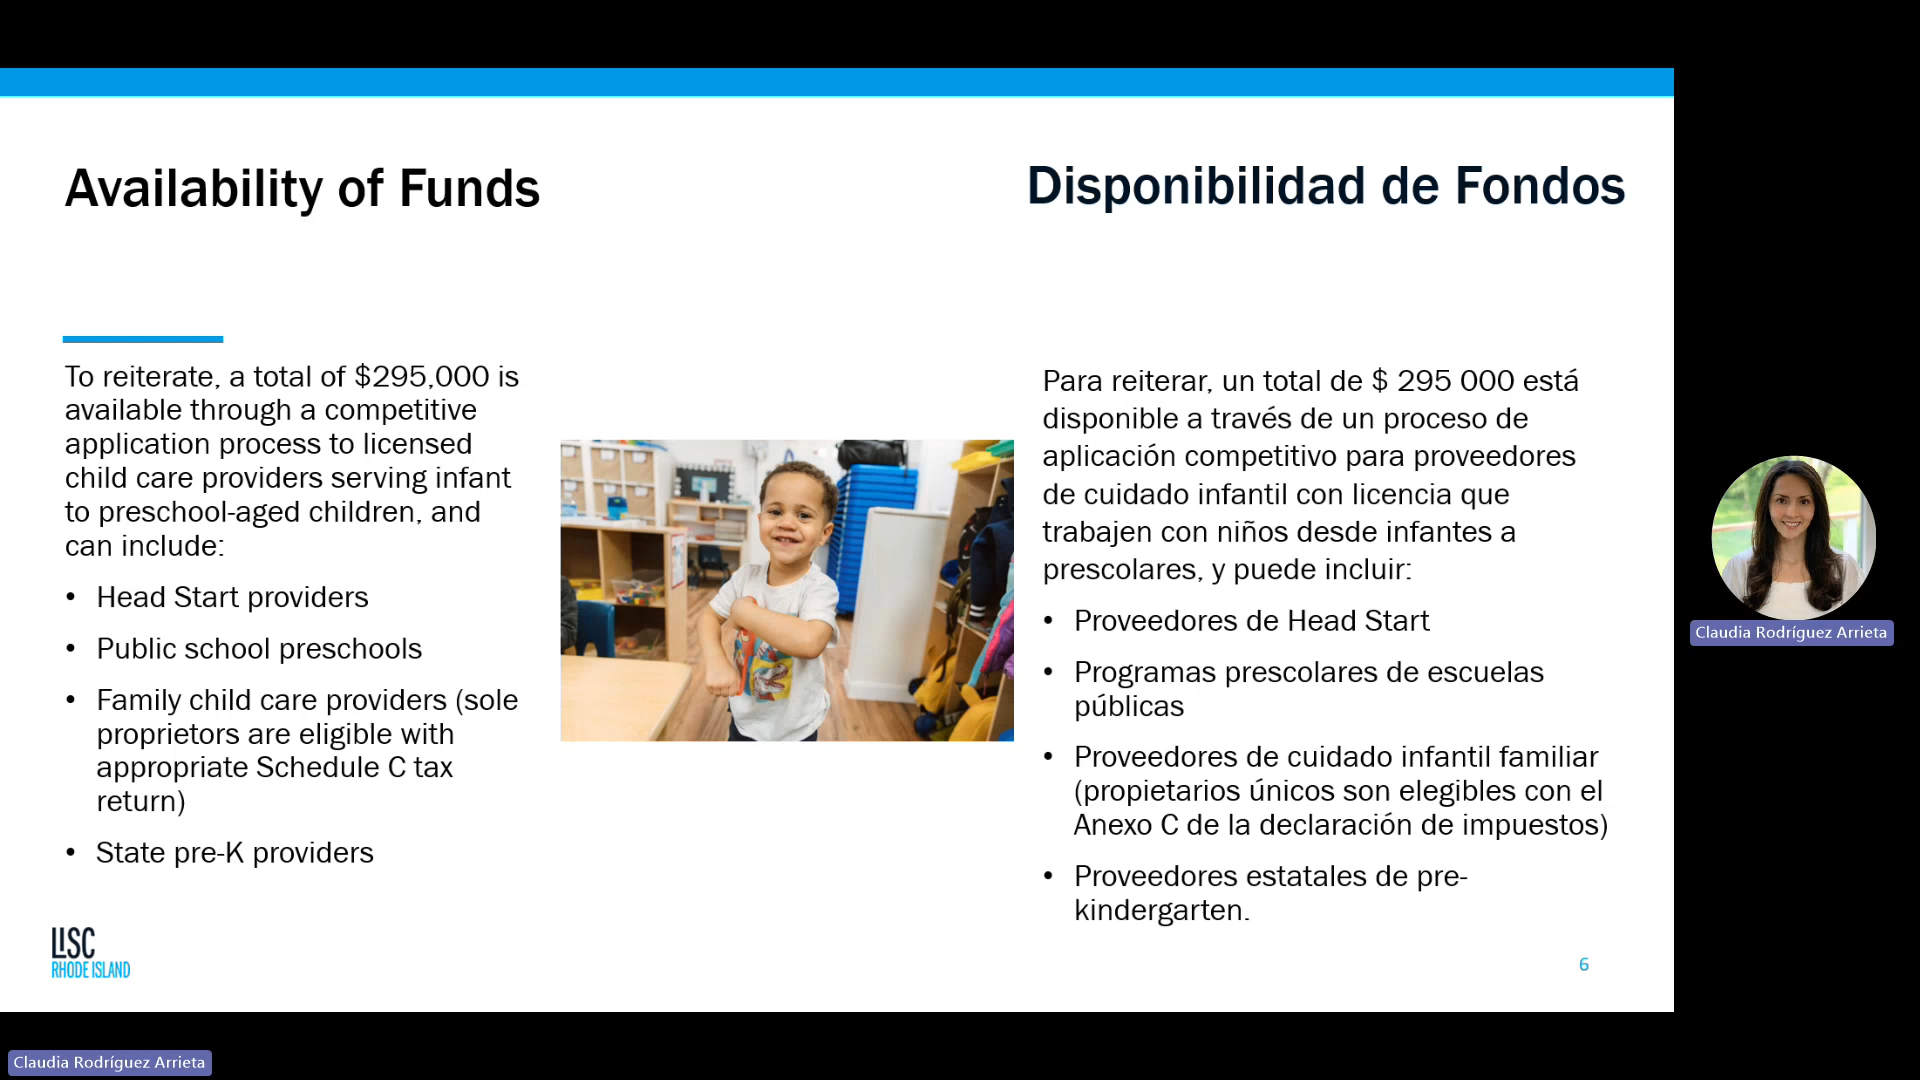 Availability of Funds
To reiterate, a total of $295,000 is
available through a competitive
application process to licensed
child care providers serving infant
to preschool-aged children, and
can include:
• Head Start providers
• Public school preschools
• Family child care providers (sole
proprietors are eligible with
appropriate Schedule C tax
return)
• State pre-K providers
Disponibilidad de Fondos
Para reiterar, un total de $ 295 000 está
disponible a través de un proceso de
aplicación competitivo para proveedores
de cuidado infantil con licencia que
trabajen con niños desde infantes a
prescolares, y puede incluir:
• Proveedores de Head Start
• Programas prescolares de escuelas
públicas
• Proveedores de cuidado infantil familiar
(propietarios únicos son elegibles con el
Anexo C de la declaración de impuestos)
• Proveedores estatales de pre-
kindergarten.
LISC
RHODE ISLAND
6
Claudia Rodríguez Arrieta
Claudia Rodríguez Arrieta